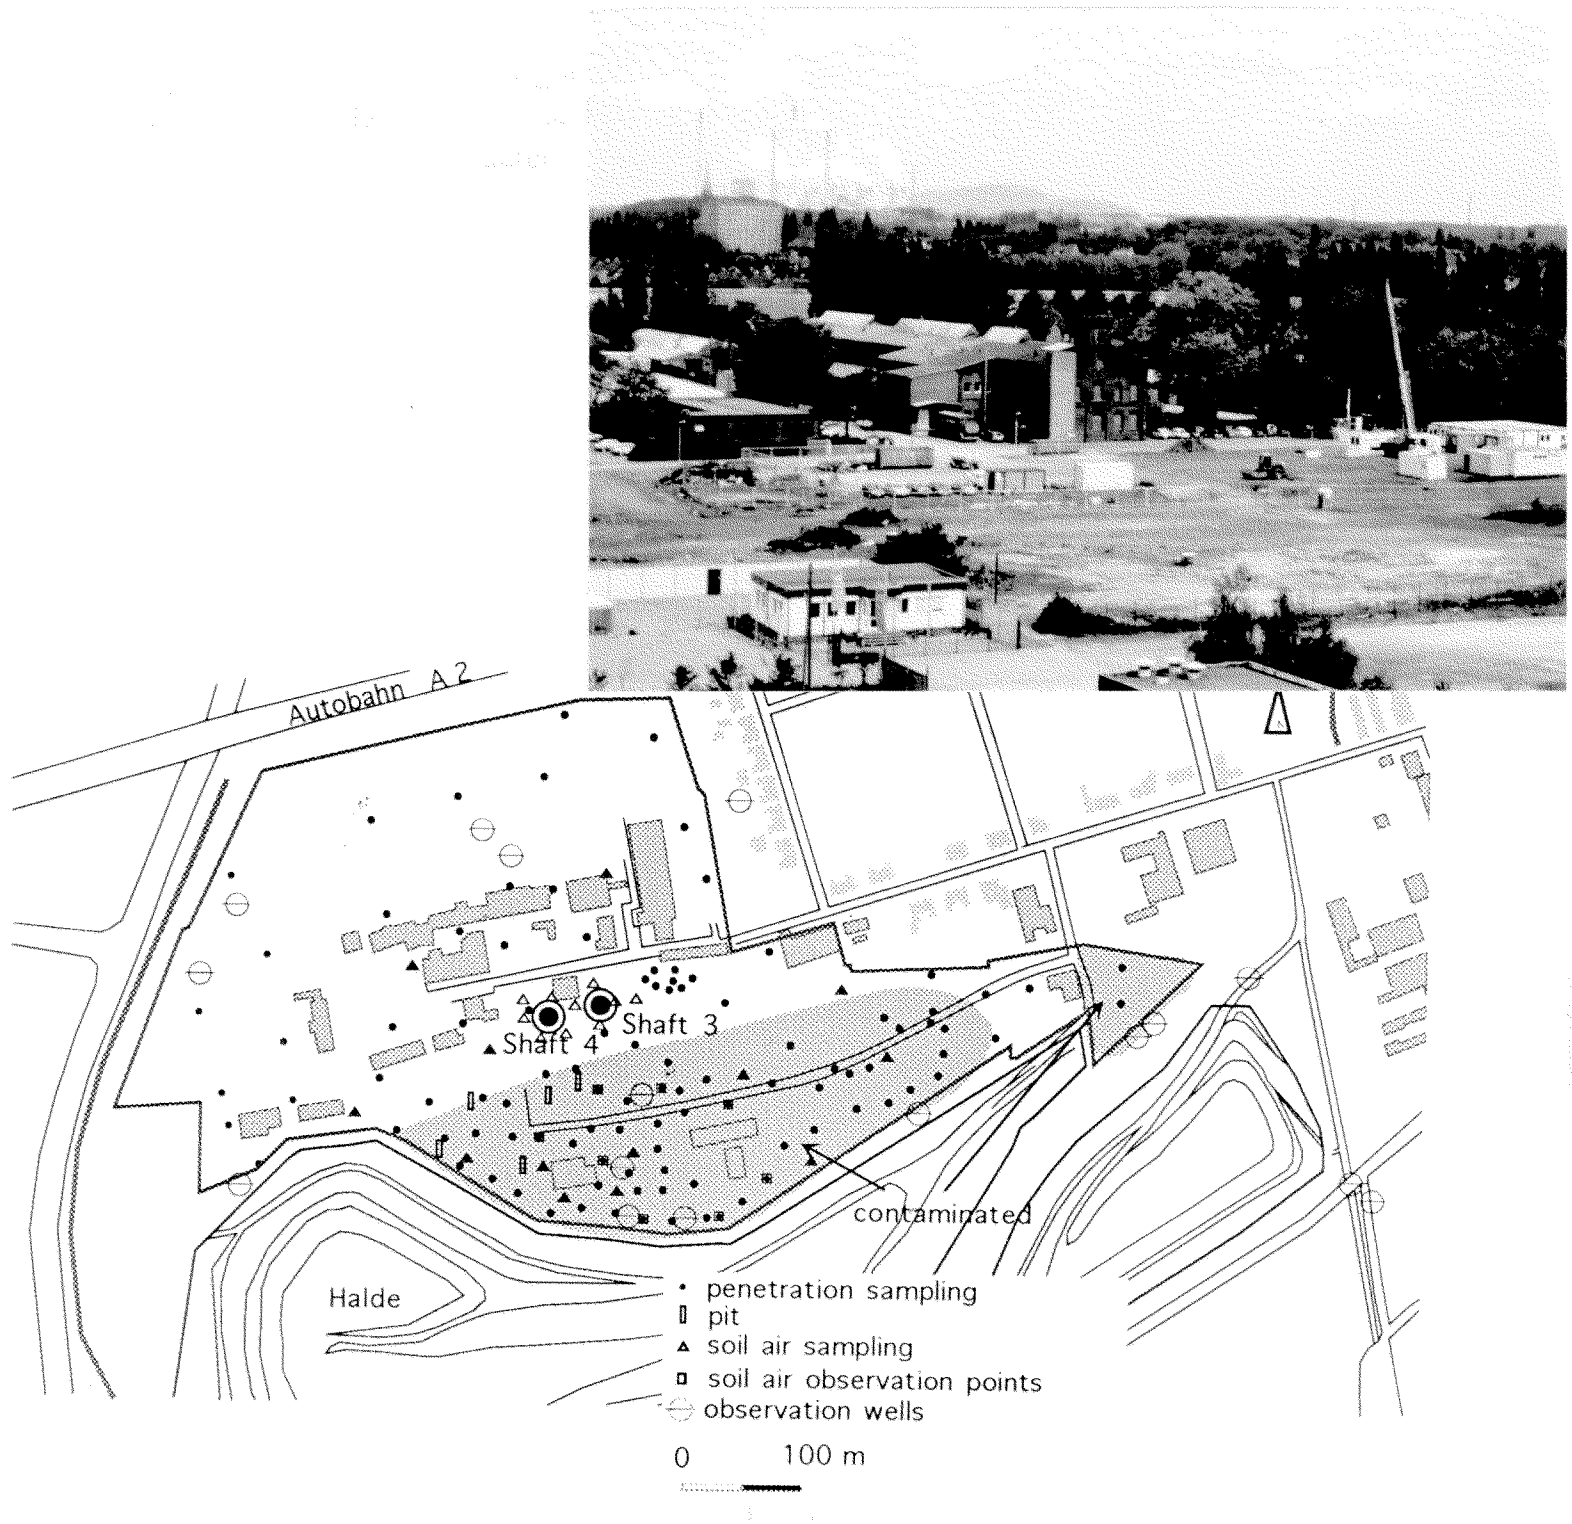 Autobahn A 2
Shaft 3
Shaft 4
contaminated
Halde
penetration sampling
pit
soil air sampling
soil air observation points
observation wells
0 100 m